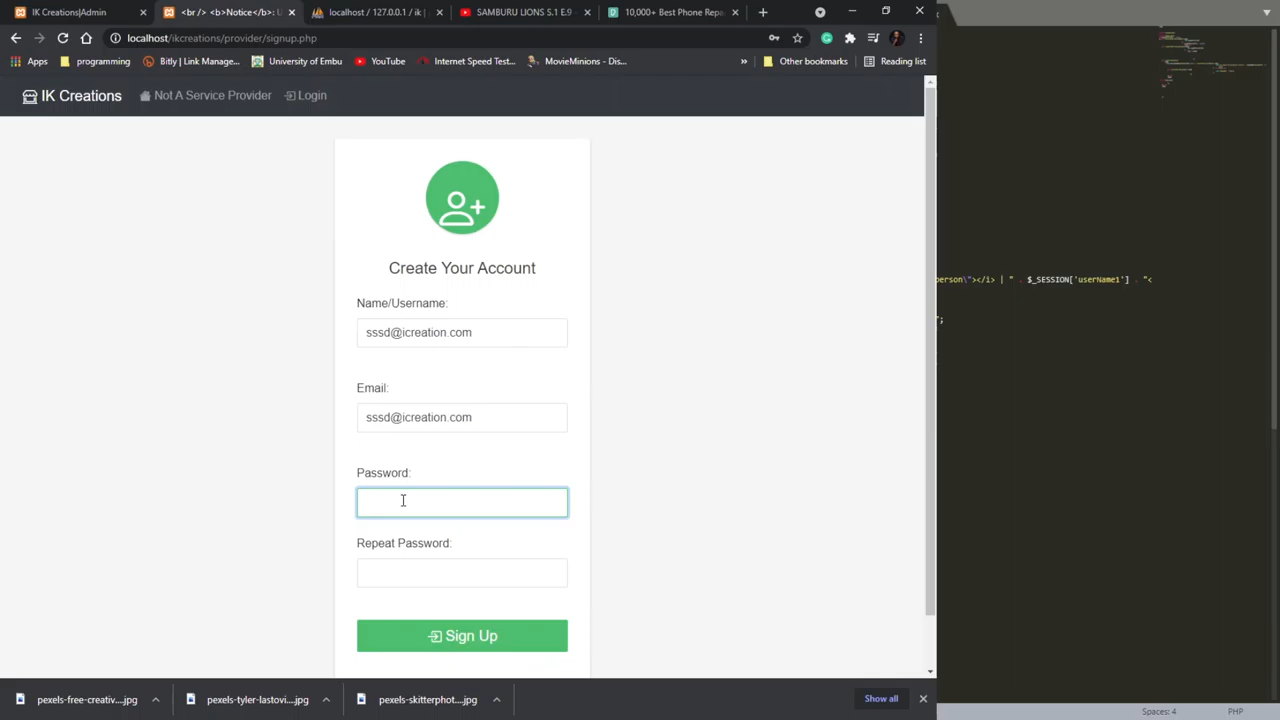 IK Creations|Admin
<br /> <b>Notice</b>: U
localhost / 127.0.0.1 / ik
SAMBURU LIONS S.1 E.9 -
10,000+ Best Phone Repa
localhost/ikcreations/provider/signup.php
Apps
programming
Bitly | Link Manage...
University Of Djibo...
YouTube
Internet Speed Test...
MovieMinions - Dis...
Other bookmarks
Reading list
IK Creations
Not A Service Provider
Login
Create Your Account
Name/Username:
sssd@icreation.com
Email:
sssd@icreation.com
Password:
Repeat Password:
Sign Up
person\"></i> | " . $_SESSION['userName1'] . "<
";
pexels-free-creativ....jpg
pexels-tyler-lastovi....jpg
pexels-skitterphot....jpg
Show all
Spaces: 4
PHP